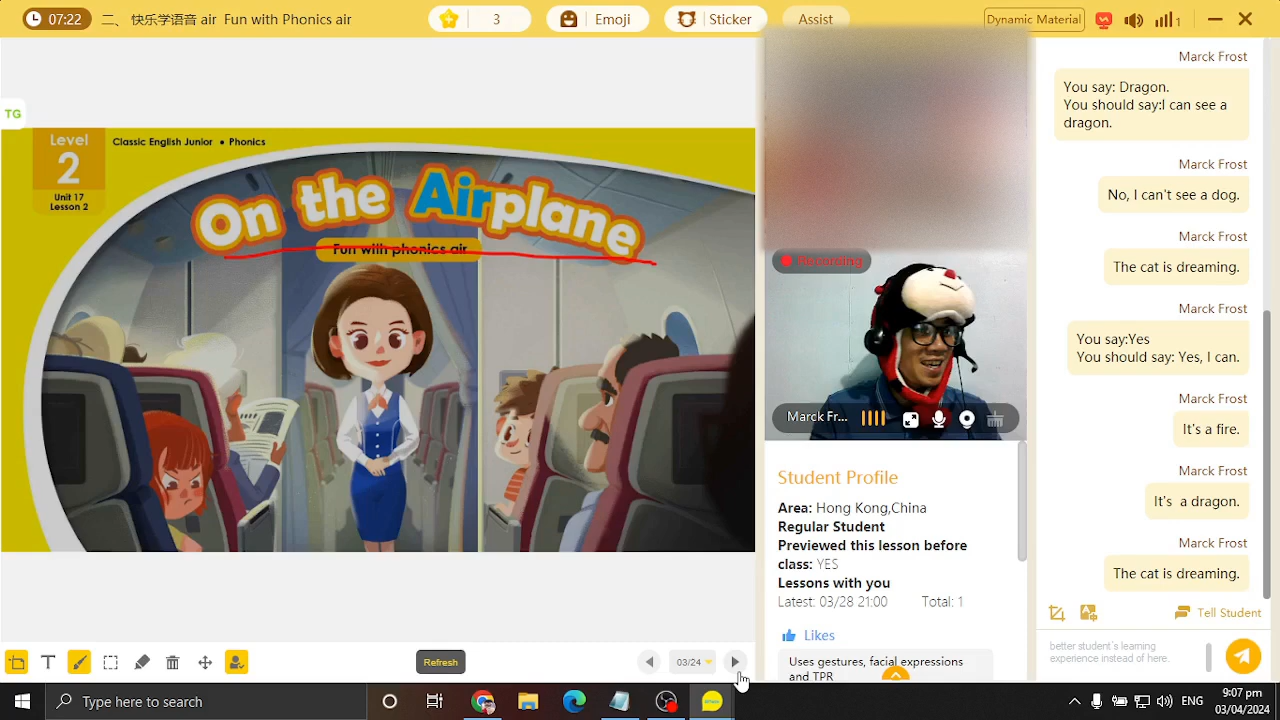 07:22
二、快乐学语音 air Fun with Phonics air
3
Emoji
Sticker
Assist
Dynamic Material
1
TG
Level
2
Unit 17
Lesson 2
Classic English Junior • Phonics
On the Airplane
Fun with phonics air
Recording
Marck Fr...
Student Profile
Area: Hong Kong,China
Regular Student
Previewed this lesson before
class: YES
Lessons with you
Latest: 03/28 21:00 Total: 1
Likes
Uses gestures, facial expressions
and TPR
Marck Frost
You say: Dragon.
You should say:I can see a
dragon.
Marck Frost
No, I can't see a dog.
Marck Frost
The cat is dreaming.
Marck Frost
You say:Yes
You should say: Yes, I can.
Marck Frost
It's a fire.
Marck Frost
It's a dragon.
Marck Frost
The cat is dreaming.
Tell Student
better student's learning
experience instead of here.
T
Refresh
03/24
Type here to search
9:07 pm
03/04/2024